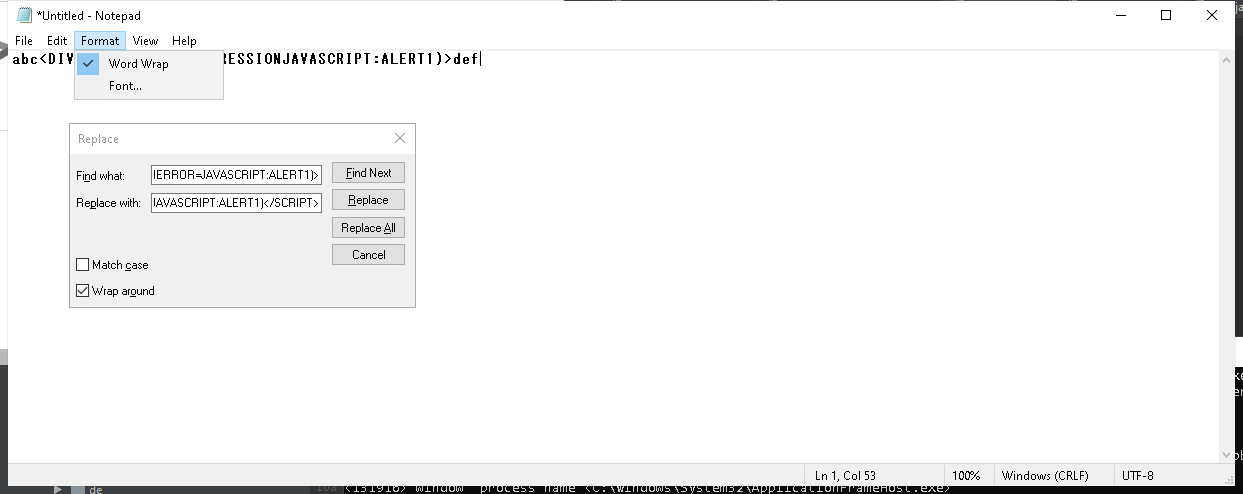 *Untitled - Notepad
File Edit Format View Help
abc<DIV RESSIONJAVASCRIPT:ALERT1)>def
Word Wrap
Font...
Replace
Find what: IERROR=JAVASCRIPT:ALERT1)> Find Next
Replace with: IAVASCRIPT:ALERT1)</SCRIPT> Replace
Replace All
Cancel
Match case
Wrap around
Ln 1, Col 53 100% Windows (CRLF) UTF-8
de <131916> window process name <C:\Windows\System32\ApplicationFrameHost.exe>